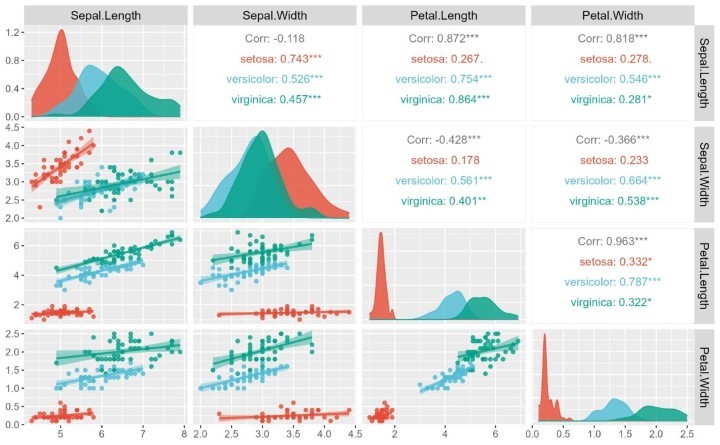 Sepal.Length Sepal.Width Petal.Length Petal.Width
1.2
0.8
0.4
0.0
Corr: -0.118
setosa: 0.743***
versicolor: 0.526***
virginica: 0.457***
Corr: 0.872***
setosa: 0.267.
versicolor: 0.754***
virginica: 0.864***
Corr: 0.818***
setosa: 0.278.
versicolor: 0.546***
virginica: 0.281*
Sepal.Length
4.5
4.0
3.5
3.0
2.5
2.0
Corr: -0.428***
setosa: 0.178
versicolor: 0.561***
virginica: 0.401**
Corr: -0.366***
setosa: 0.233
versicolor: 0.664***
virginica: 0.538***
Sepal.Width
6
4
2
Corr: 0.963***
setosa: 0.332*
versicolor: 0.787***
virginica: 0.322*
Petal.Length
2.5
2.0
1.5
1.0
0.5
0.0
Petal.Width
5 6 7 8 2.0 2.5 3.0 3.5 4.0 4.5 2 4 6 0.0 0.5 1.0 1.5 2.0 2.5